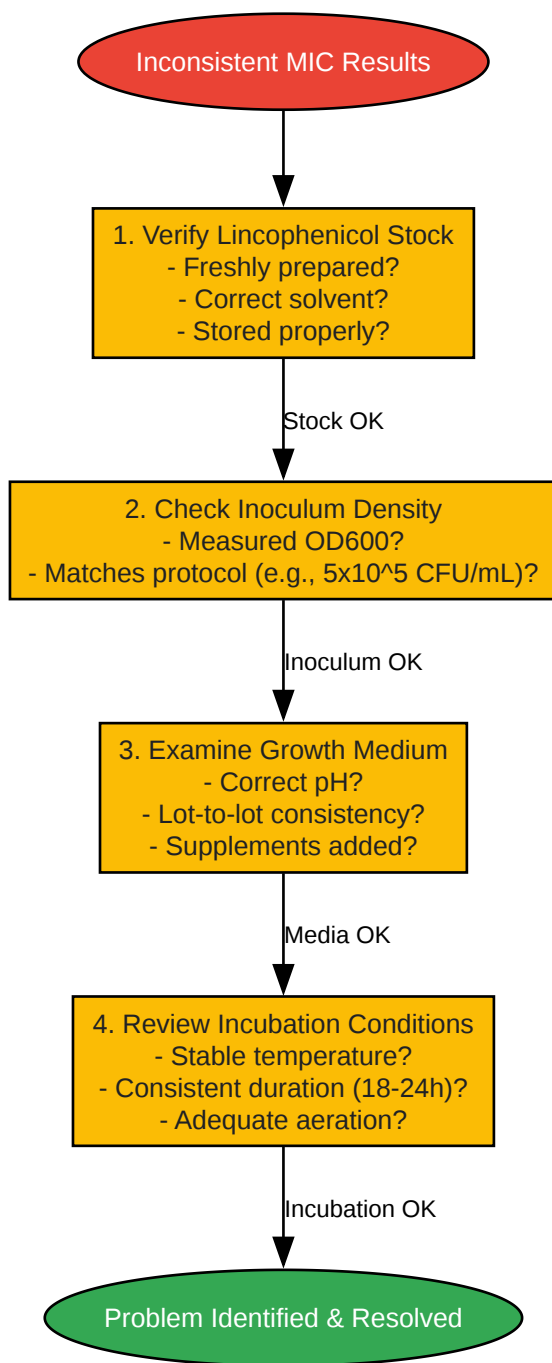 Inconsistent MIC Results
1. Verify Lincophenicol Stock
- Freshly prepared?
- Correct solvent?
- Stored properly?
Stock OK
2. Check Inoculum Density
- Measured OD600?
- Matches protocol (e.g., 5x10^5 CFU/mL)?
Inoculum OK
3. Examine Growth Medium
- Correct pH?
- Lot-to-lot consistency?
- Supplements added?
Media OK
4. Review Incubation Conditions
- Stable temperature?
- Consistent duration (18-24h)?
- Adequate aeration?
Incubation OK
Problem Identified & Resolved